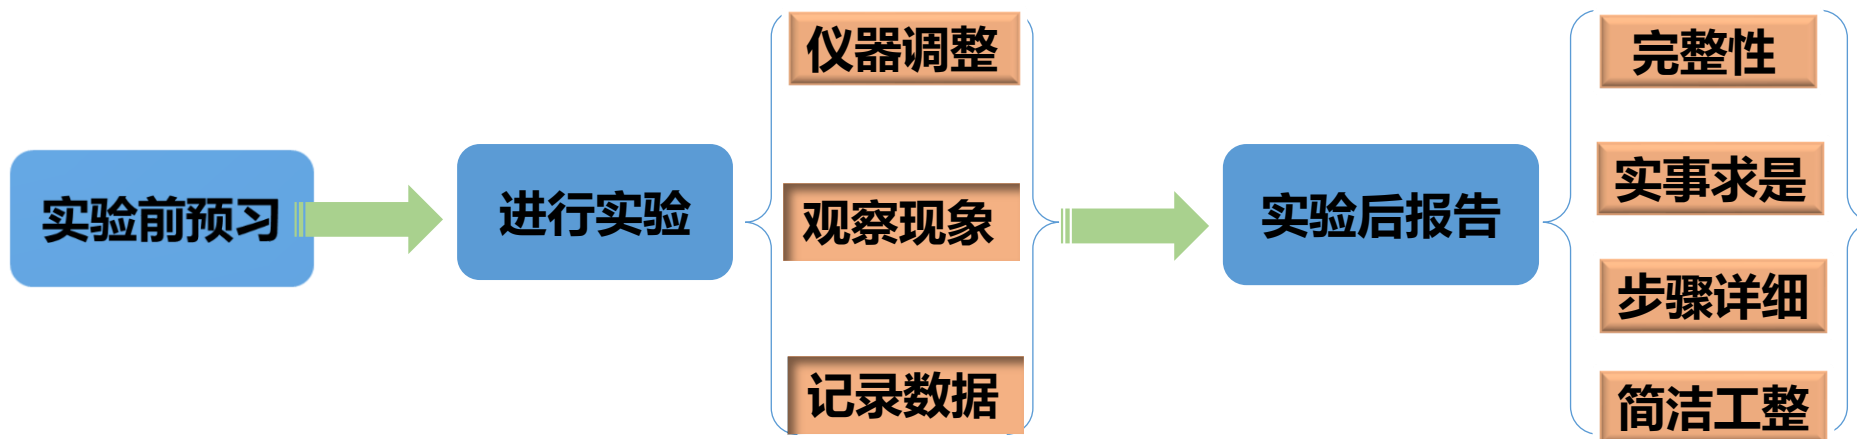 实验前预习
进行实验
仪器调整
观察现象
记录数据
实验后报告
完整性
实事求是
步骤详细
简洁工整